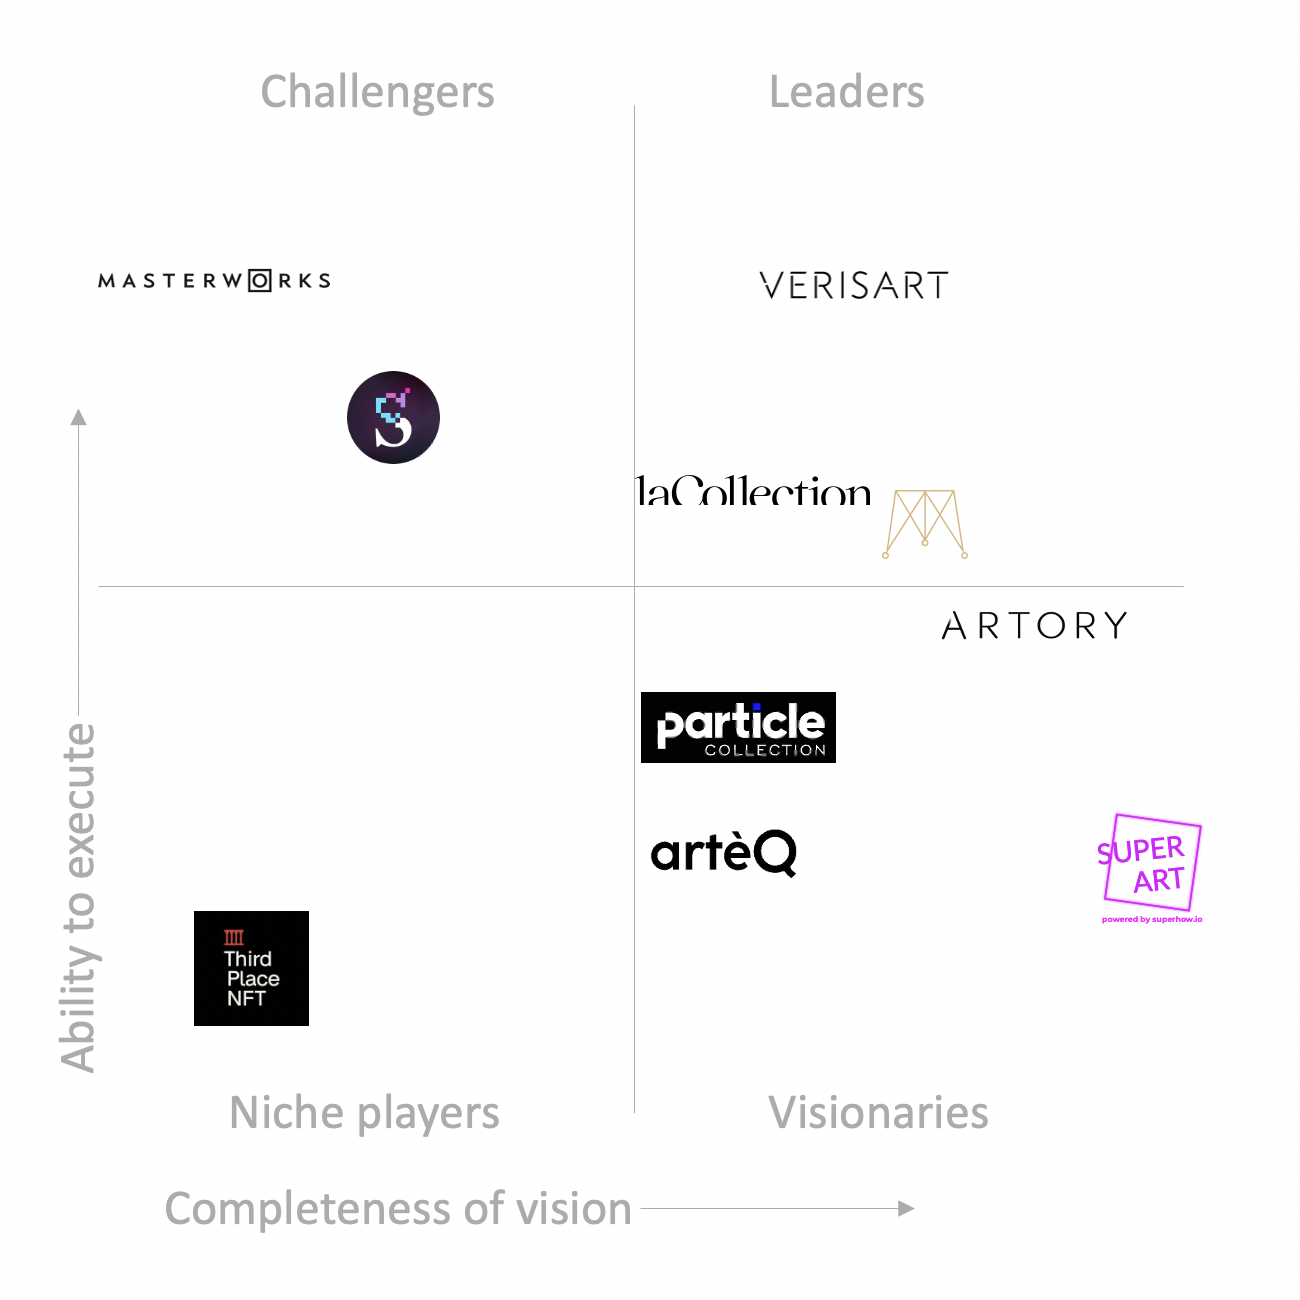 Challengers
Leaders
MASTERWORKS
VERISART
S
laCollection
ARTORY
particle
COLLECTION
artèQ
SUPER
ART
powered by superhow.io
Third
Place
NFT
Ability to execute
Niche players
Visionaries
Completeness of vision